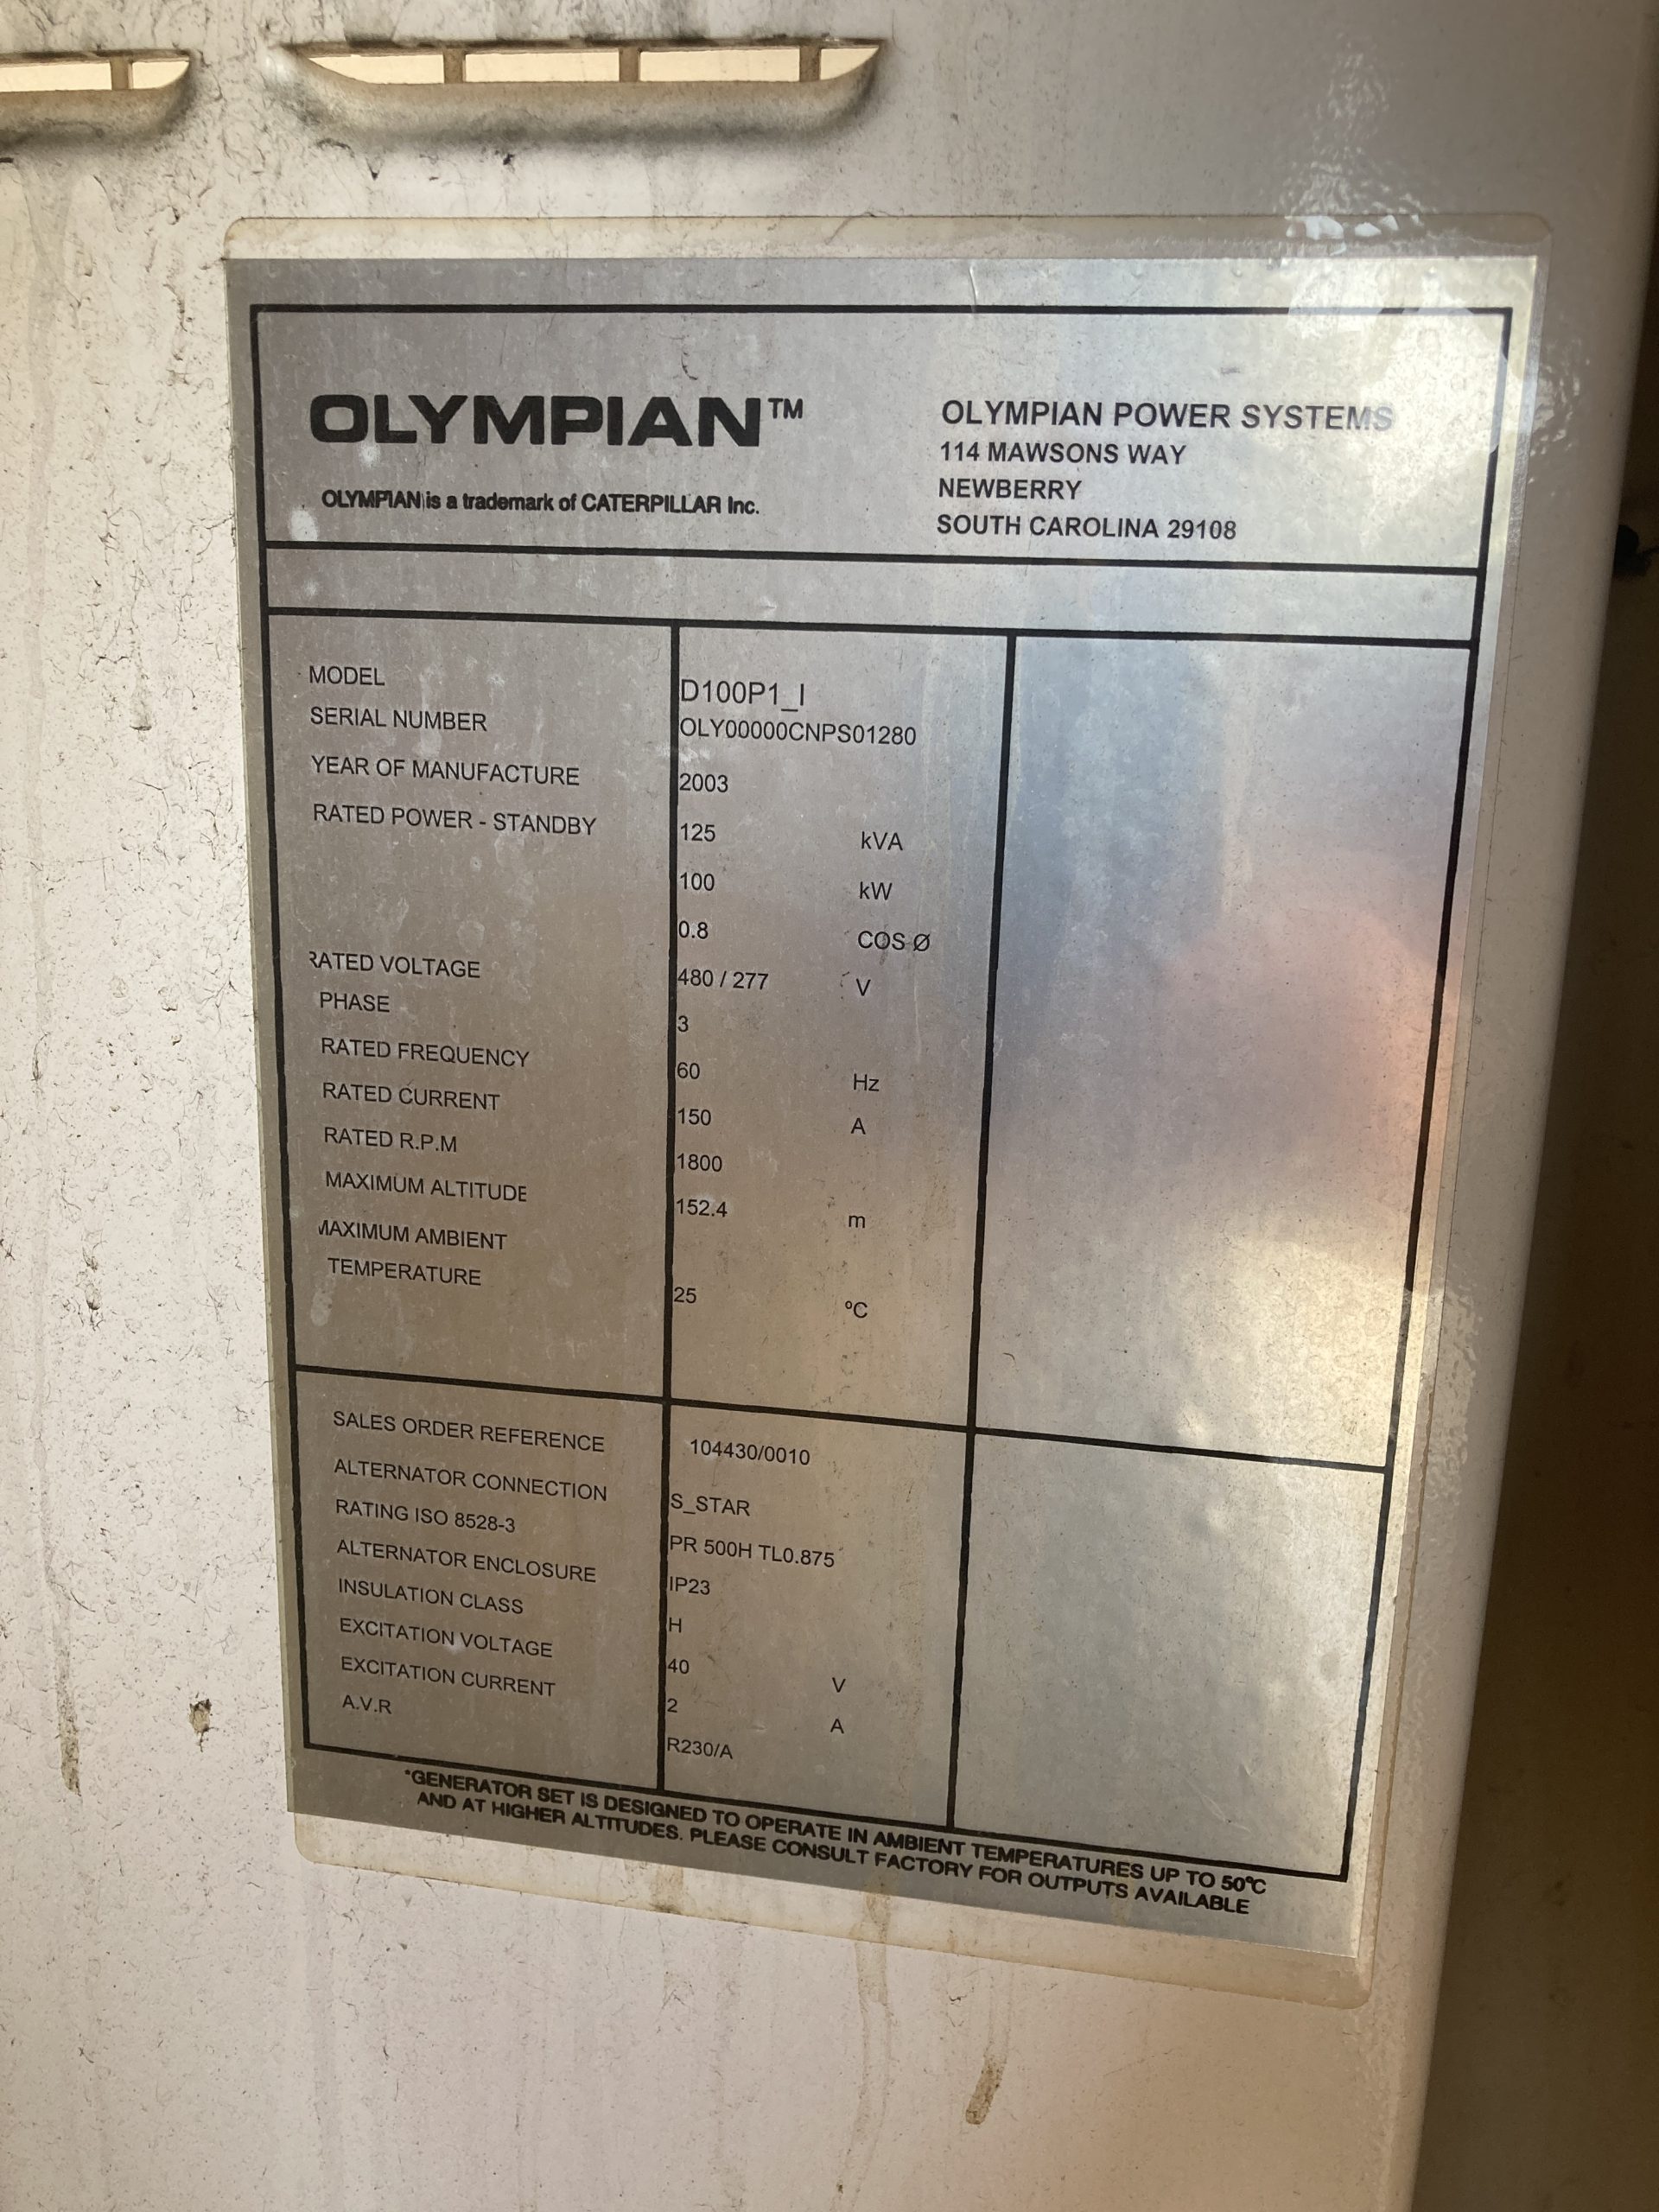 OLYMPIAN™
OLYMPIAN is a trademark of CATERPILLAR Inc.
OLYMPIAN POWER SYSTEMS
114 MAWSONS WAY
NEWBERRY
SOUTH CAROLINA 29108
MODEL D100P1_I
SERIAL NUMBER OLY00000CNPS01280
YEAR OF MANUFACTURE 2003
RATED POWER - STANDBY 125 kVA
100 kW
0.8 COS Ø
RATED VOLTAGE 480 / 277 V
PHASE 3
RATED FREQUENCY 60 Hz
RATED CURRENT 150 A
RATED R.P.M 1800
MAXIMUM ALTITUDE 152.4 m
MAXIMUM AMBIENT
TEMPERATURE 25 ºC
SALES ORDER REFERENCE 104430/0010
ALTERNATOR CONNECTION S_STAR
RATING ISO 8528-3 PR 500H TL0.875
ALTERNATOR ENCLOSURE IP23
INSULATION CLASS H
EXCITATION VOLTAGE 40 V
EXCITATION CURRENT 2 A
A.V.R R230/A
*GENERATOR SET IS DESIGNED TO OPERATE IN AMBIENT TEMPERATURES UP TO 50°C
AND AT HIGHER ALTITUDES. PLEASE CONSULT FACTORY FOR OUTPUTS AVAILABLE